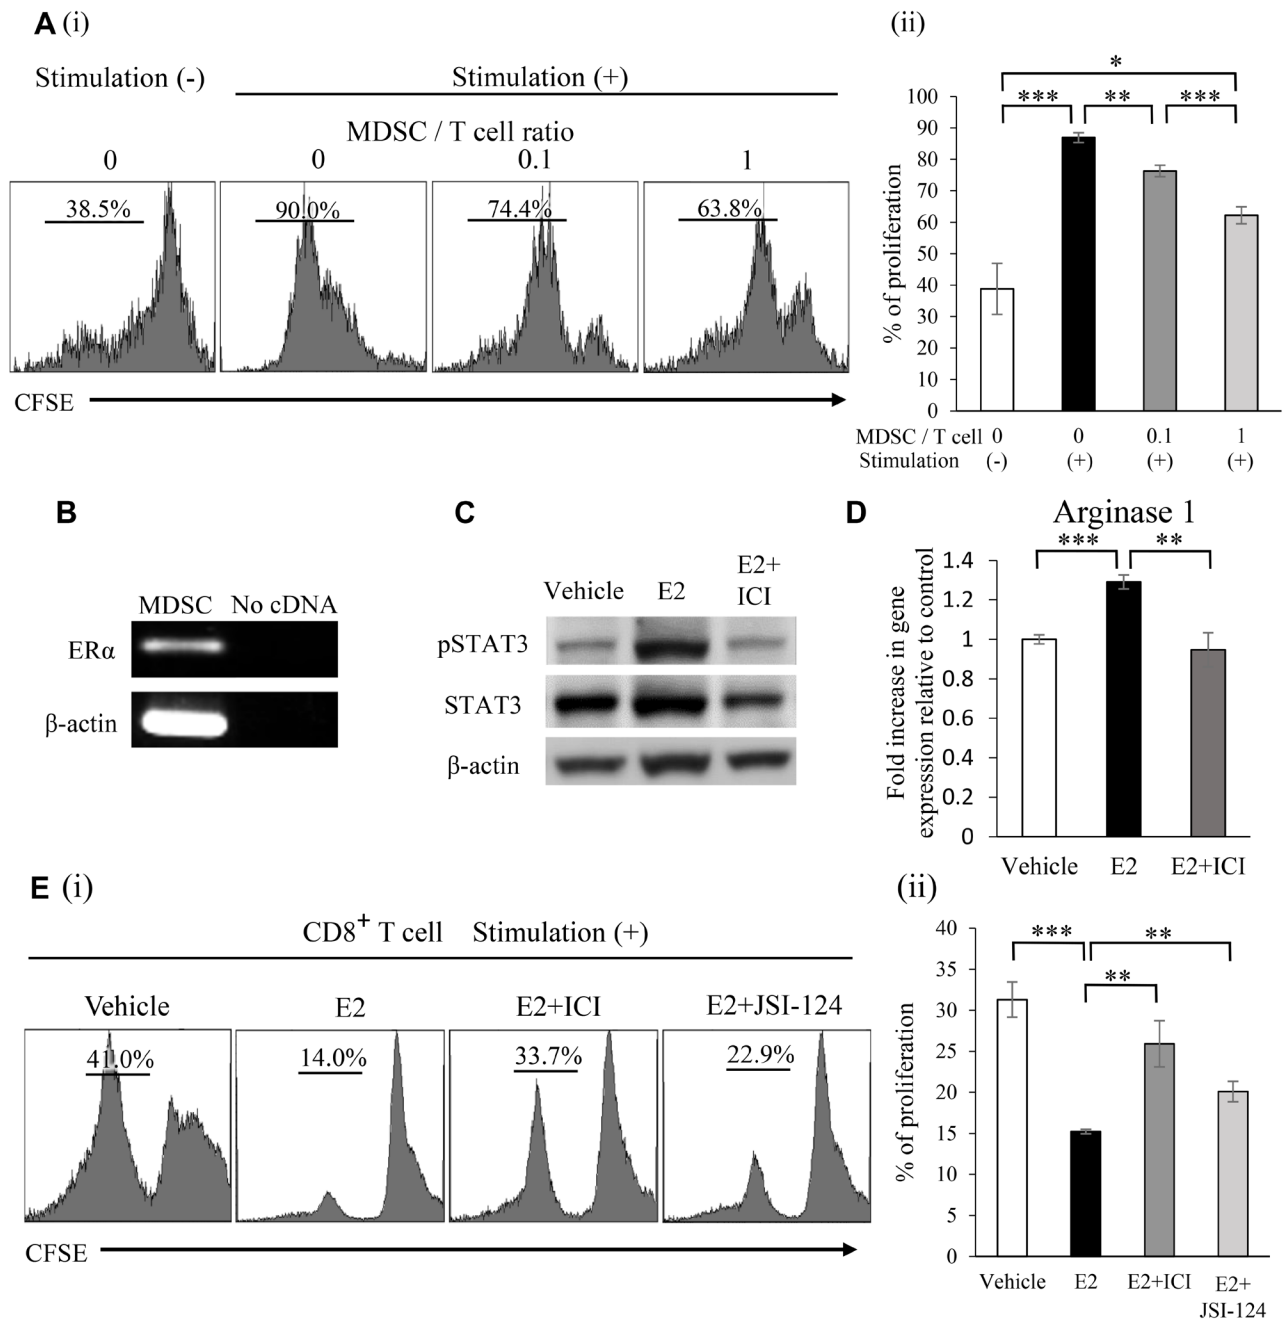 A (i)
Stimulation (-)
Stimulation (+)
MDSC / T cell ratio
0 0 0.1 1
38.5% 90.0% 74.4% 63.8%
CFSE
(ii)
* 
*** ** ***
% of proliferation
100
90
80
70
60
50
40
30
20
10
0
MDSC / T cell 0 0 0.1 1
Stimulation (-) (+) (+) (+)
B
MDSC No cDNA
ERα
β-actin
C
Vehicle E2 E2+
ICI
pSTAT3
STAT3
β-actin
D
Arginase 1
*** **
Fold increase in gene
expression relative to control
1.4
1.2
1
0.8
0.6
0.4
0.2
0
Vehicle E2 E2+ICI
E (i)
CD8+ T cell Stimulation (+)
Vehicle E2 E2+ICI E2+JSI-124
41.0% 14.0% 33.7% 22.9%
CFSE
(ii)
*** **
**
% of proliferation
40
35
30
25
20
15
10
5
0
Vehicle E2 E2+ICI E2+
JSI-124